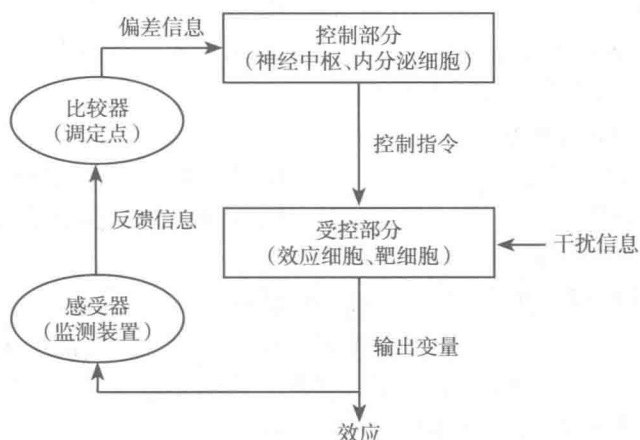 偏差信息
控制部分
(神经中枢、内分泌细胞)
比较器
(调定点)
控制指令
反馈信息
受控部分
(效应细胞、靶细胞)
干扰信息
感受器
(监测装置)
输出变量
效应